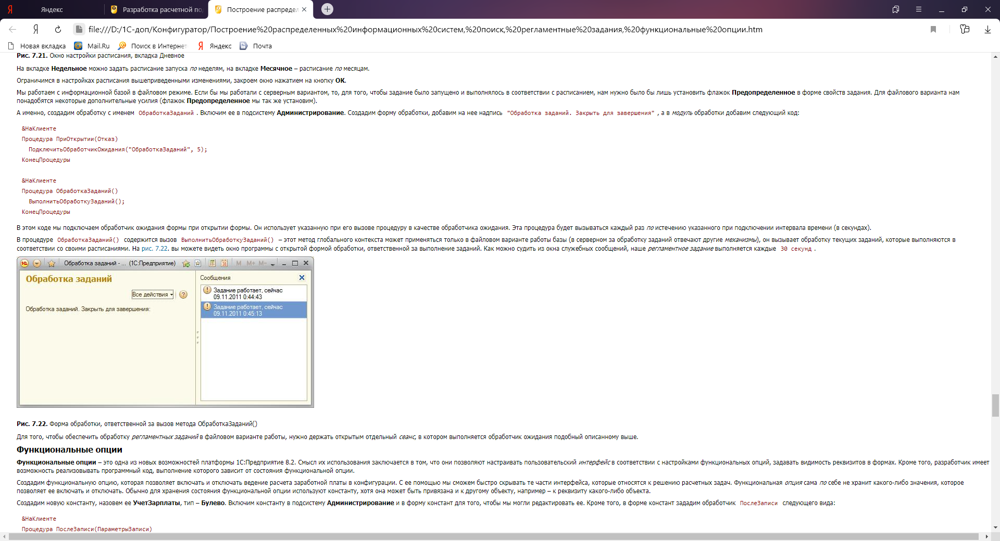 Яндекс
Разработка расчетной по
Построение распредел
file:///D:/1С-доп/Конфигуратор/Построение%20распределенных%20информационных%20систем,%20поиск,%20регламентные%20задания,%20функциональные%20опции.htm
Новая вкладка
Mail.Ru
Поиск в Интернет
Яндекс
Почта
Рис. 7.21. Окно настройки расписания, вкладка Дневное
На вкладке Недельное можно задать расписание запуска по неделям, на вкладке Месячное – расписание по месяцам.
Ограничимся в настройках расписания вышеприведенными изменениями, закроем окно нажатием на кнопку ОК.
Мы работаем с информационной базой в файловом режиме. Если бы мы работали с серверным вариантом, то, для того, чтобы задание было запущено и выполнялось в соответствии с расписанием, нам нужно было бы лишь установить флажок Предопределенное в форме свойств задания. Для файлового варианта нам
понадобятся некоторые дополнительные усилия (флажок Предопределенное мы так же установим).
А именно, создадим обработку с именем ОбработкаЗаданий . Включим ее в подсистему Администрирование. Создадим форму обработки, добавим на нее надпись "Обработка заданий. Закрыть для завершения" , а в модуль обработки добавим следующий код:
&НаКлиенте
Процедура ПриОткрытии(Отказ)
ПодключитьОбработчикОжидания("ОбработкаЗаданий", 5);
КонецПроцедуры
&НаКлиенте
Процедура ОбработкаЗаданий()
ВыполнитьОбработкуЗаданий();
КонецПроцедуры
В этом коде мы подключаем обработчик ожидания формы при открытии формы. Он использует указанную при его вызове процедуру в качестве обработчика ожидания. Эта процедура будет вызываться каждый раз по истечению указанного при подключении интервала времени (в секундах).
В процедуре ОбработкаЗаданий() содержится вызов ВыполнитьОбработкуЗаданий() – этот метод глобального контекста может применяться только в файловом варианте работы базы (в серверном за обработку заданий отвечают другие механизмы), он вызывает обработку текущих заданий, которые выполняются в
соответствии со своими расписаниями. На рис. 7.22. вы можете видеть окно программы с открытой формой обработки, ответственной за выполнение заданий. Как можно судить из окна служебных сообщений, наше регламентное задание выполняется каждые 30 секунд .
Обработка заданий - ... (1С:Предприятие)
M M+ M-
Обработка заданий
Все действия
Обработка заданий. Закрыть для завершения:
Сообщения
Задание работает, сейчас
09.11.2011 0:44:43
Задание работает, сейчас
09.11.2011 0:45:13
Рис. 7.22. Форма обработки, ответственной за вызов метода ОбработкаЗаданий()
Для того, чтобы обеспечить обработку регламентных заданий в файловом варианте работы, нужно держать открытым отдельный сеанс, в котором выполняется обработчик ожидания подобный описанному выше.
Функциональные опции
Функциональные опции – это одна из новых возможностей платформы 1С:Предприятие 8.2. Смысл их использования заключается в том, что они позволяют настраивать пользовательский интерфейс в соответствии с настройками функциональных опций, задавать видимость реквизитов в формах. Кроме того, разработчик имеет
возможность реализовывать программный код, выполнение которого зависит от состояния функциональной опции.
Создадим функциональную опцию, которая позволяет включать и отключать ведение расчета заработной платы в конфигурации. С ее помощью мы сможем быстро скрывать те части интерфейса, которые относятся к решению расчетных задач. Функциональная опция сама по себе не хранит какого-либо значения, которое
позволяет ее включать и отключать. Обычно для хранения состояния функциональной опции используют константу, хотя она может быть привязана и к другому объекту, например – к реквизиту какого-либо объекта.
Создадим новую константу, назовем ее УчетЗарплаты, тип – Булево. Включим константу в подсистему Администрирование и в форму констант для того, чтобы мы могли редактировать ее. Кроме того, в форме констант зададим обработчик ПослеЗаписи следующего вида:
&НаКлиенте
Процедура ПослеЗаписи(ПараметрыЗаписи)